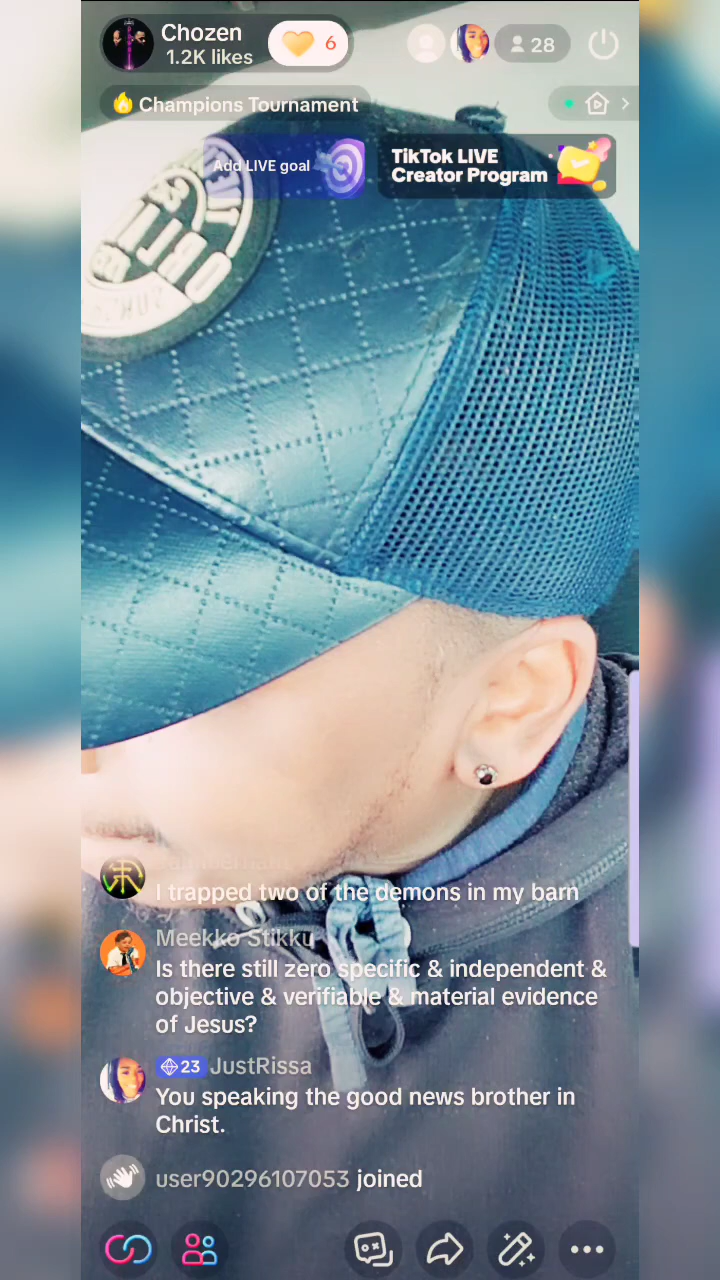 Chozen
1.2K likes
6
28
Champions Tournament
Add LIVE goal
TikTok LIVE
Creator Program
I trapped two of the demons in my barn
Meekko Stikku
Is there still zero specific & independent &
objective & verifiable & material evidence
of Jesus?
23 JustRissa
You speaking the good news brother in
Christ.
user90296107053 joined